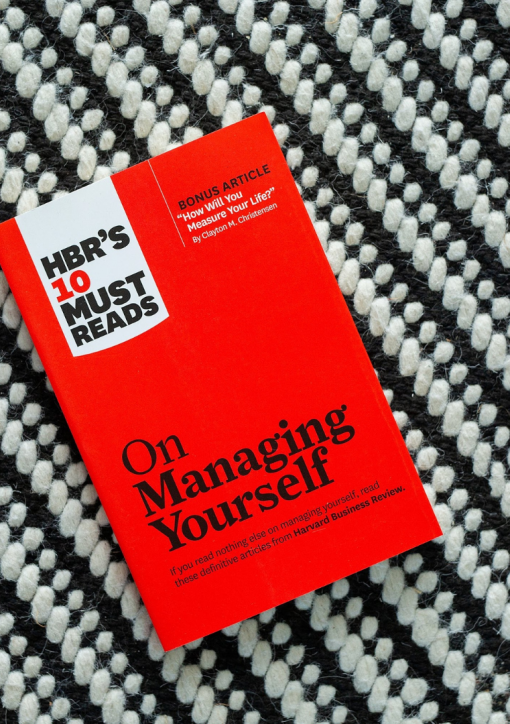 BONUS ARTICLE
“How Will You
Measure Your Life?”
By Clayton M. Christensen
HBR'S
10
MUST
READS
On
Managing
Yourself
If you read nothing else on managing yourself, read
these definitive articles from Harvard Business Review.